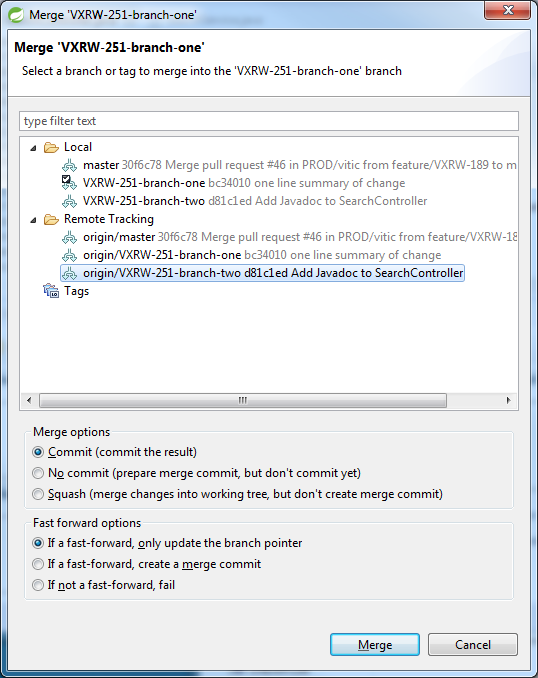 Merge 'VXRW-251-branch-one'
Merge 'VXRW-251-branch-one'
Select a branch or tag to merge into the 'VXRW-251-branch-one' branch
type filter text
Local
master 30f6c78 Merge pull request #46 in PROD/vitic from feature/VXRW-189 to m
VXRW-251-branch-one bc34010 one line summary of change
VXRW-251-branch-two d81c1ed Add Javadoc to SearchController
Remote Tracking
origin/master 30f6c78 Merge pull request #46 in PROD/vitic from feature/VXRW-18
origin/VXRW-251-branch-one bc34010 one line summary of change
origin/VXRW-251-branch-two d81c1ed Add Javadoc to SearchController
Tags
Merge options
Commit (commit the result)
No commit (prepare merge commit, but don't commit yet)
Squash (merge changes into working tree, but don't create merge commit)
Fast forward options
If a fast-forward, only update the branch pointer
If a fast-forward, create a merge commit
If not a fast-forward, fail
Merge
Cancel